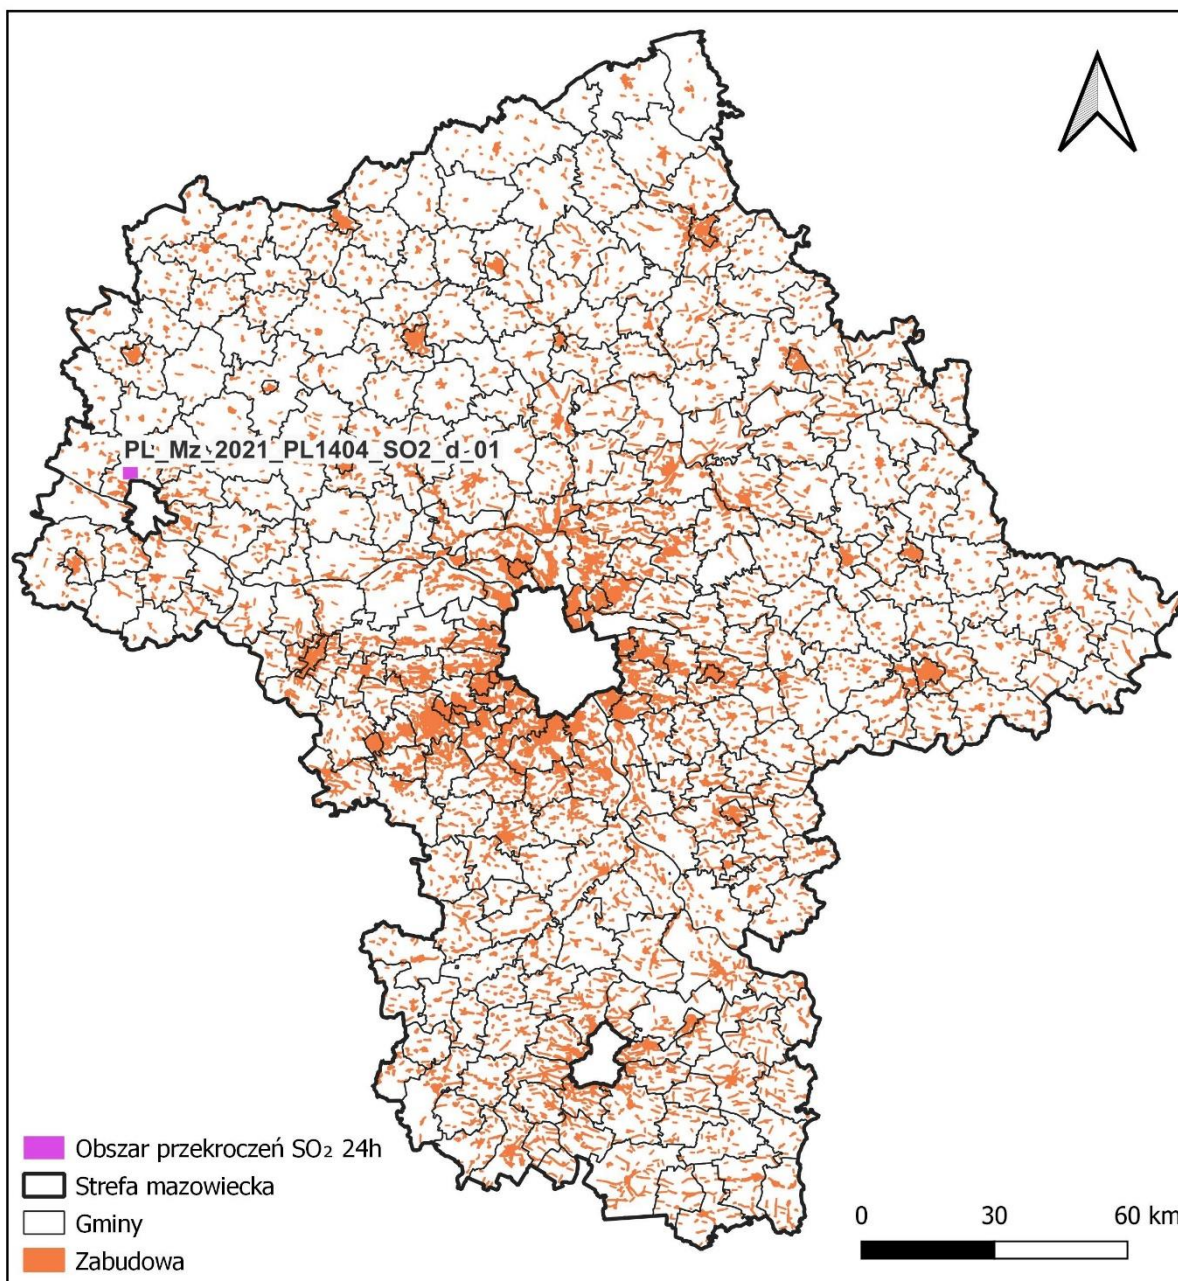 PL_Mz_2021_PL1404_SO2_d_01
Obszar przekroczeń SO₂ 24h
Strefa mazowiecka
Gminy
Zabudowa
0 30 60 km